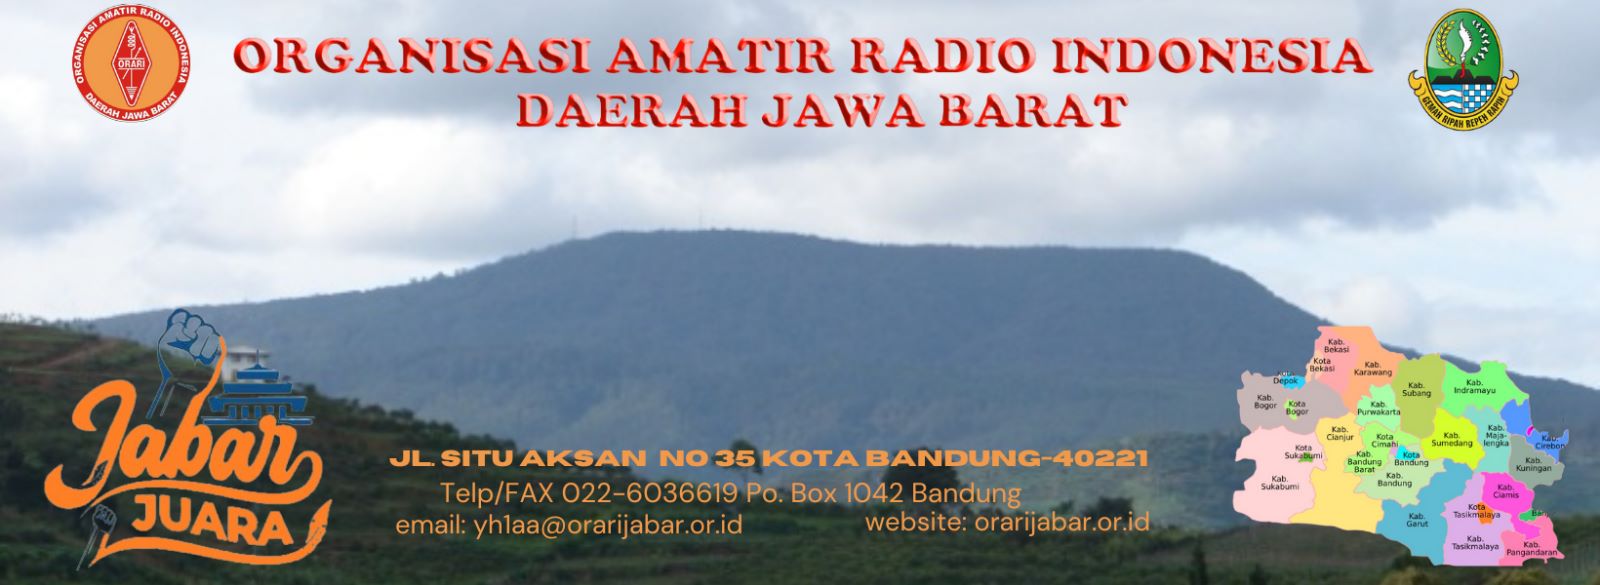 ORGANISASI AMATIR RADIO INDONESIA
ORARI
DAERAH JAWA BARAT
ORGANISASI AMATIR RADIO INDONESIA
DAERAH JAWA BARAT
GEMAH RIPAH REPEH RAPIH
Jabar
JUARA
JL. SITU AKSAN NO 35 KOTA BANDUNG-40221
Telp/FAX 022-6036619 Po. Box 1042 Bandung
email: yh1aa@orarijabar.or.id
website: orarijabar.or.id
Kab. Bekasi
Kota Bekasi
Kab. Karawang
Kota Depok
Kab. Subang
Kab. Indramayu
Kab. Bogor
Kota Bogor
Kab. Purwakarta
Kab. Cianjur
Kota Cimahi
Kab. Sumedang
Kab. Maja-
lengka
Kab. Cirebon
Kota Sukabumi
Kab. Bandung Barat
Kota Bandung
Kab. Kuningan
Kab. Sukabumi
Kab. Bandung
Kab. Ciamis
Kab. Garut
Kota Tasikmalaya
Kab. Tasikmalaya
Kab. Pangandaran